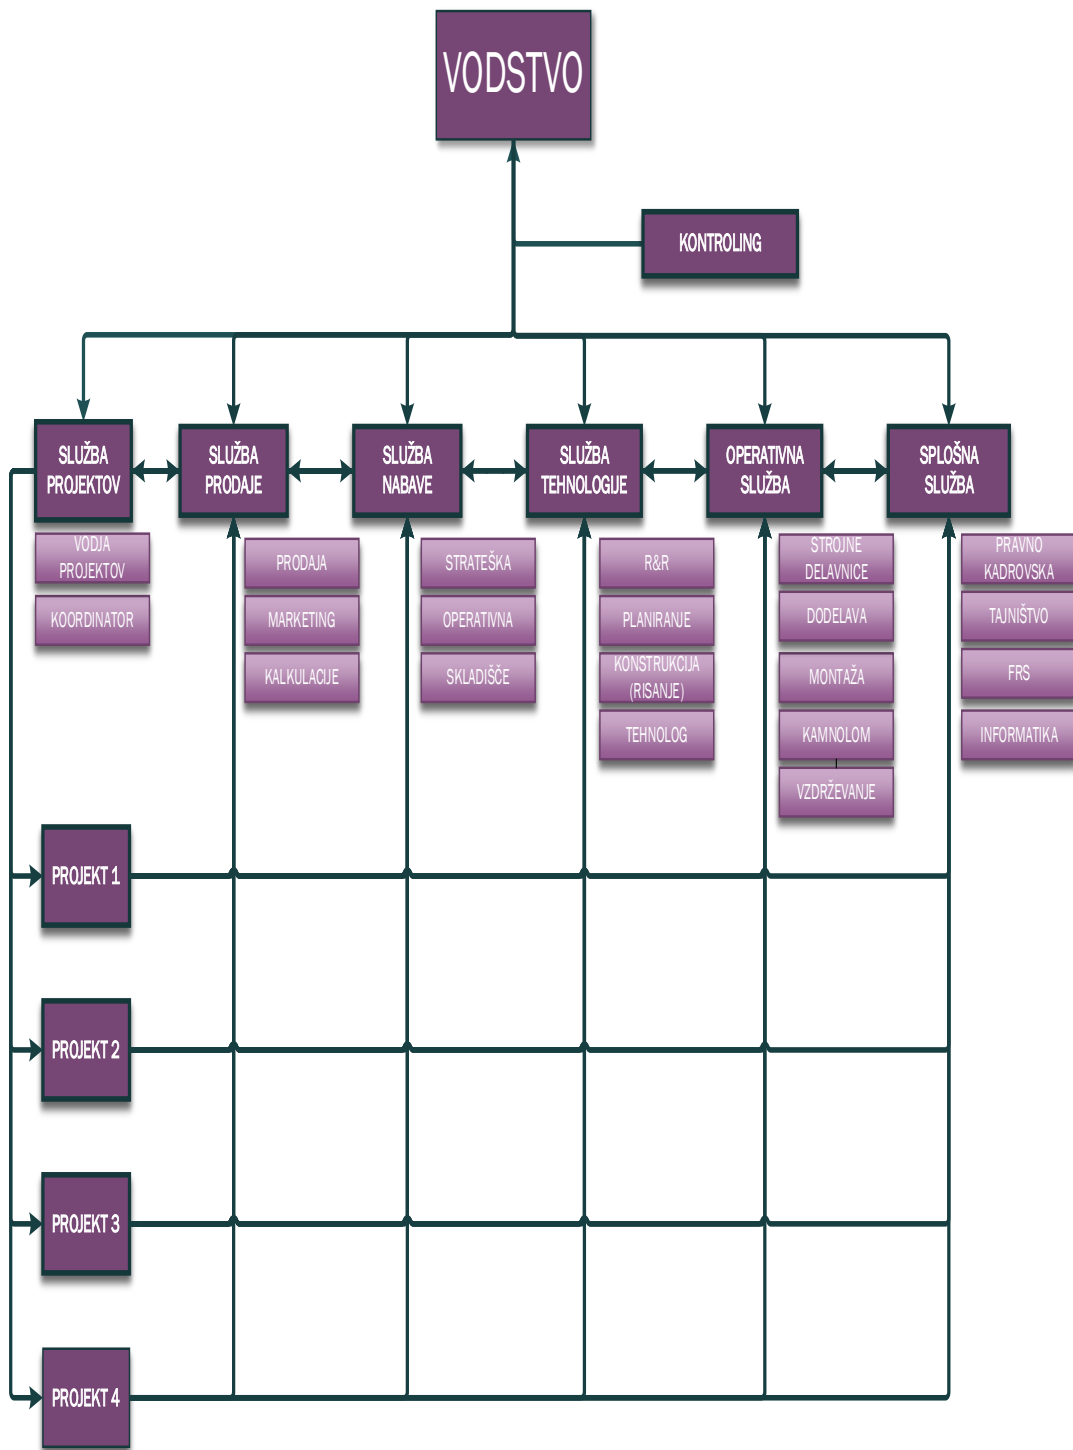 VODSTVO
KONTROLING
SLUŽBA
PROJEKTOV
SLUŽBA
PRODAJE
SLUŽBA
NABAVE
SLUŽBA
TEHNOLOGIJE
OPERATIVNA
SLUŽBA
SPLOŠNA
SLUŽBA
VODJA
PROJEKTOV
KOORDINATOR
PRODAJA
MARKETING
KALKULACIJE
STRATEŠKA
OPERATIVNA
SKLADIŠČE
R&R
PLANIRANJE
KONSTRUKCIJA
(RISANJE)
TEHNOLOG
STROJNE
DELAVNICE
DODELAVA
MONTAŽA
KAMNOLOM
VZDRŽEVANJE
PRAVNO
KADROVSKA
TAJNIŠTVO
FRS
INFORMATIKA
PROJEKT 1
PROJEKT 2
PROJEKT 3
PROJEKT 4